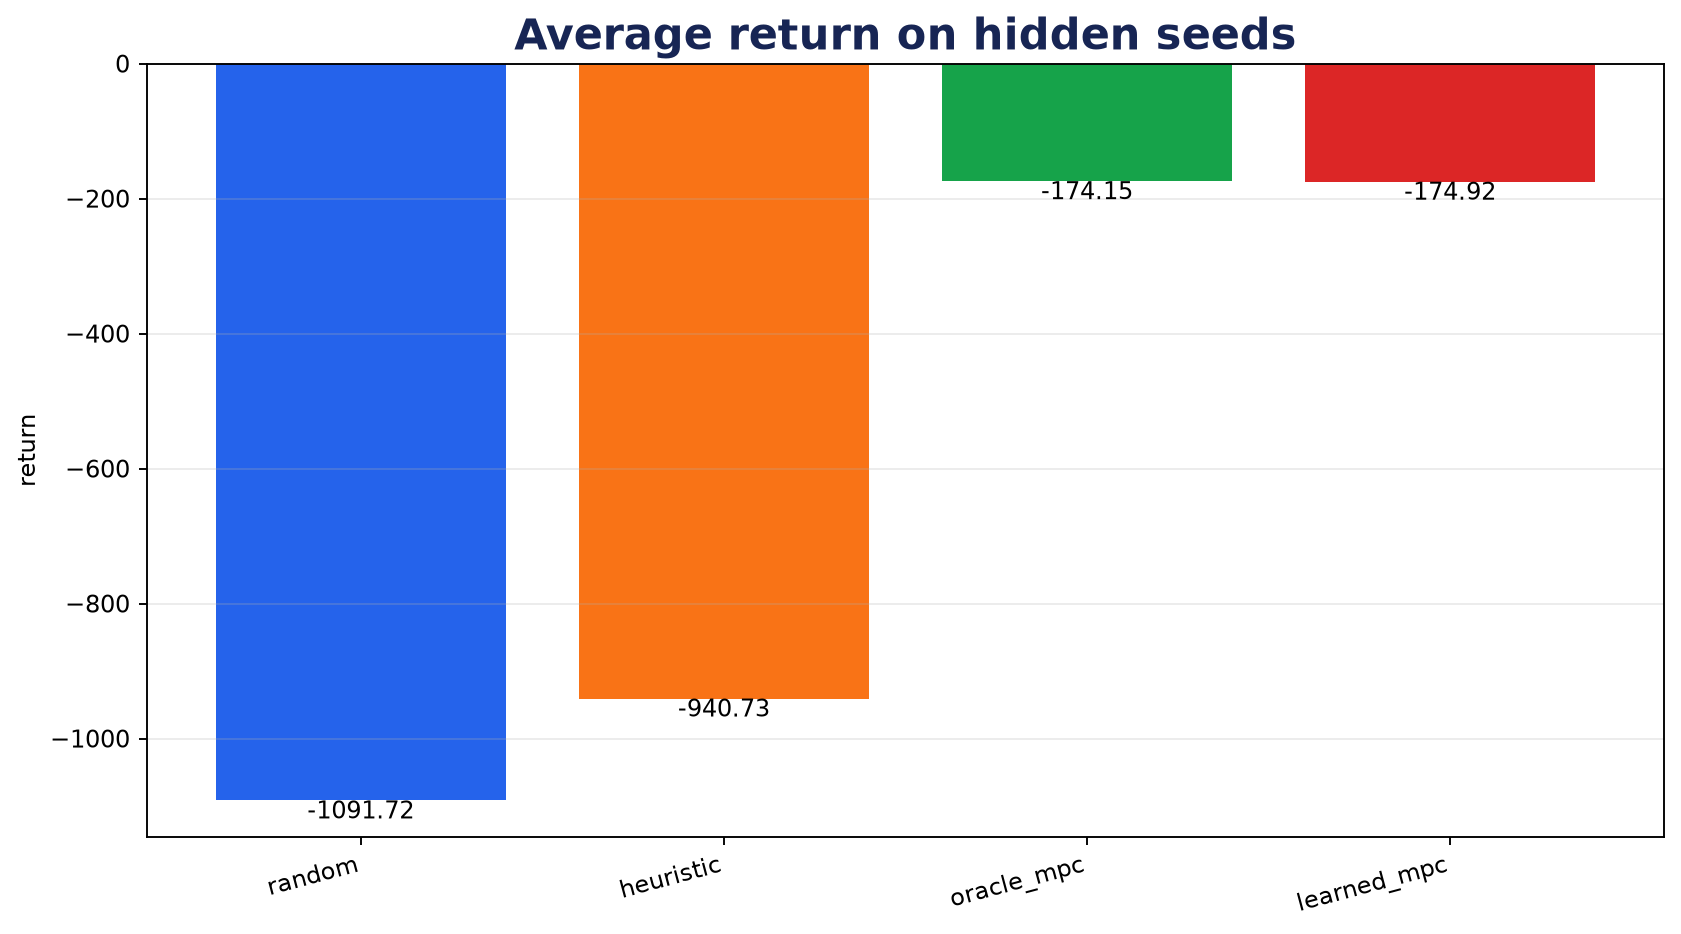 Average return on hidden seeds
0
−200
−400
−600
−800
−1000
return
-1091.72
-940.73
-174.15
-174.92
random
heuristic
oracle_mpc
learned_mpc